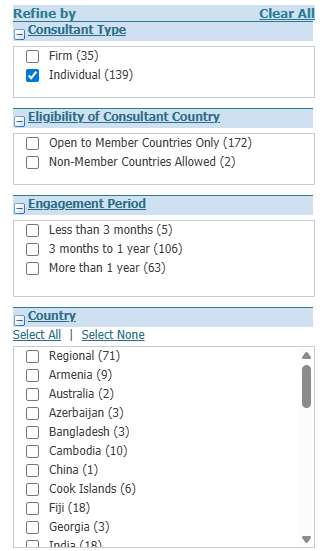 Refine by Clear All
Consultant Type
Firm (35)
Individual (139)
Eligibility of Consultant Country
Open to Member Countries Only (172)
Non-Member Countries Allowed (2)
Engagement Period
Less than 3 months (5)
3 months to 1 year (106)
More than 1 year (63)
Country
Select All | Select None
Regional (71)
Armenia (9)
Australia (2)
Azerbaijan (3)
Bangladesh (3)
Cambodia (10)
China (1)
Cook Islands (6)
Fiji (18)
Georgia (3)
India (18)